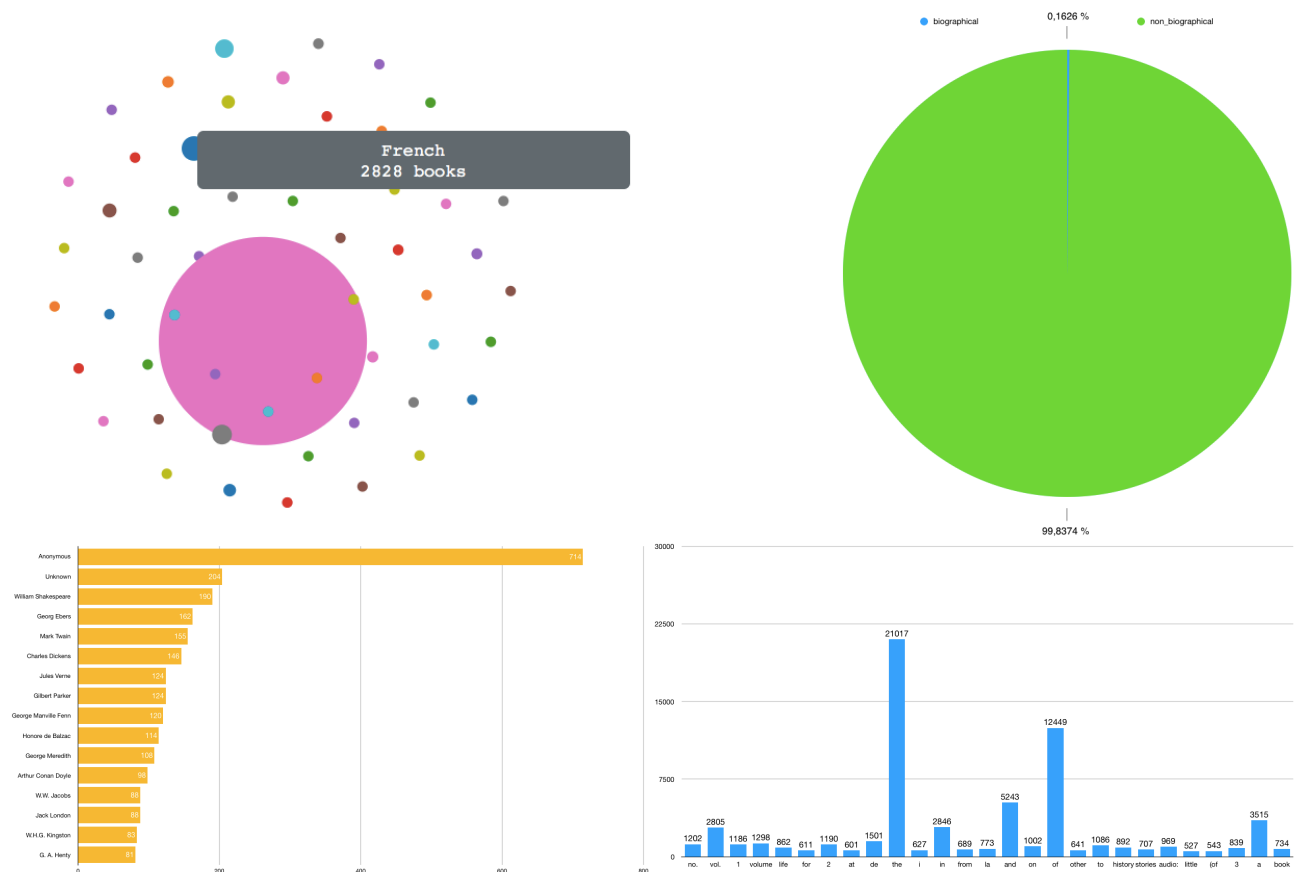 French
2828 books
biographical
0,1626 %
non_biographical
99,8374 %
Anonymous 714
Unknown 204
William Shakespeare 190
Georg Ebers 162
Mark Twain 155
Charles Dickens 146
Jules Verne 124
Gilbert Parker 124
George Manville Fenn 120
Honore de Balzac 114
George Meredith 108
Arthur Conan Doyle 98
W.W. Jacobs 88
Jack London 88
W.H.G. Kingston 83
G. A. Henty 81
0 200 400 600 800
30000
22500
15000
7500
0
1202 2805 1186 1298 862 611 1190 601 1501 21017 627 2846 689 773 5243 1002 12449 641 1086 892 707 969 527 543 839 3515 734
no. vol. 1 volume life for 2 at de the i in from la and on of other to history stories audio: little (of 3 a book